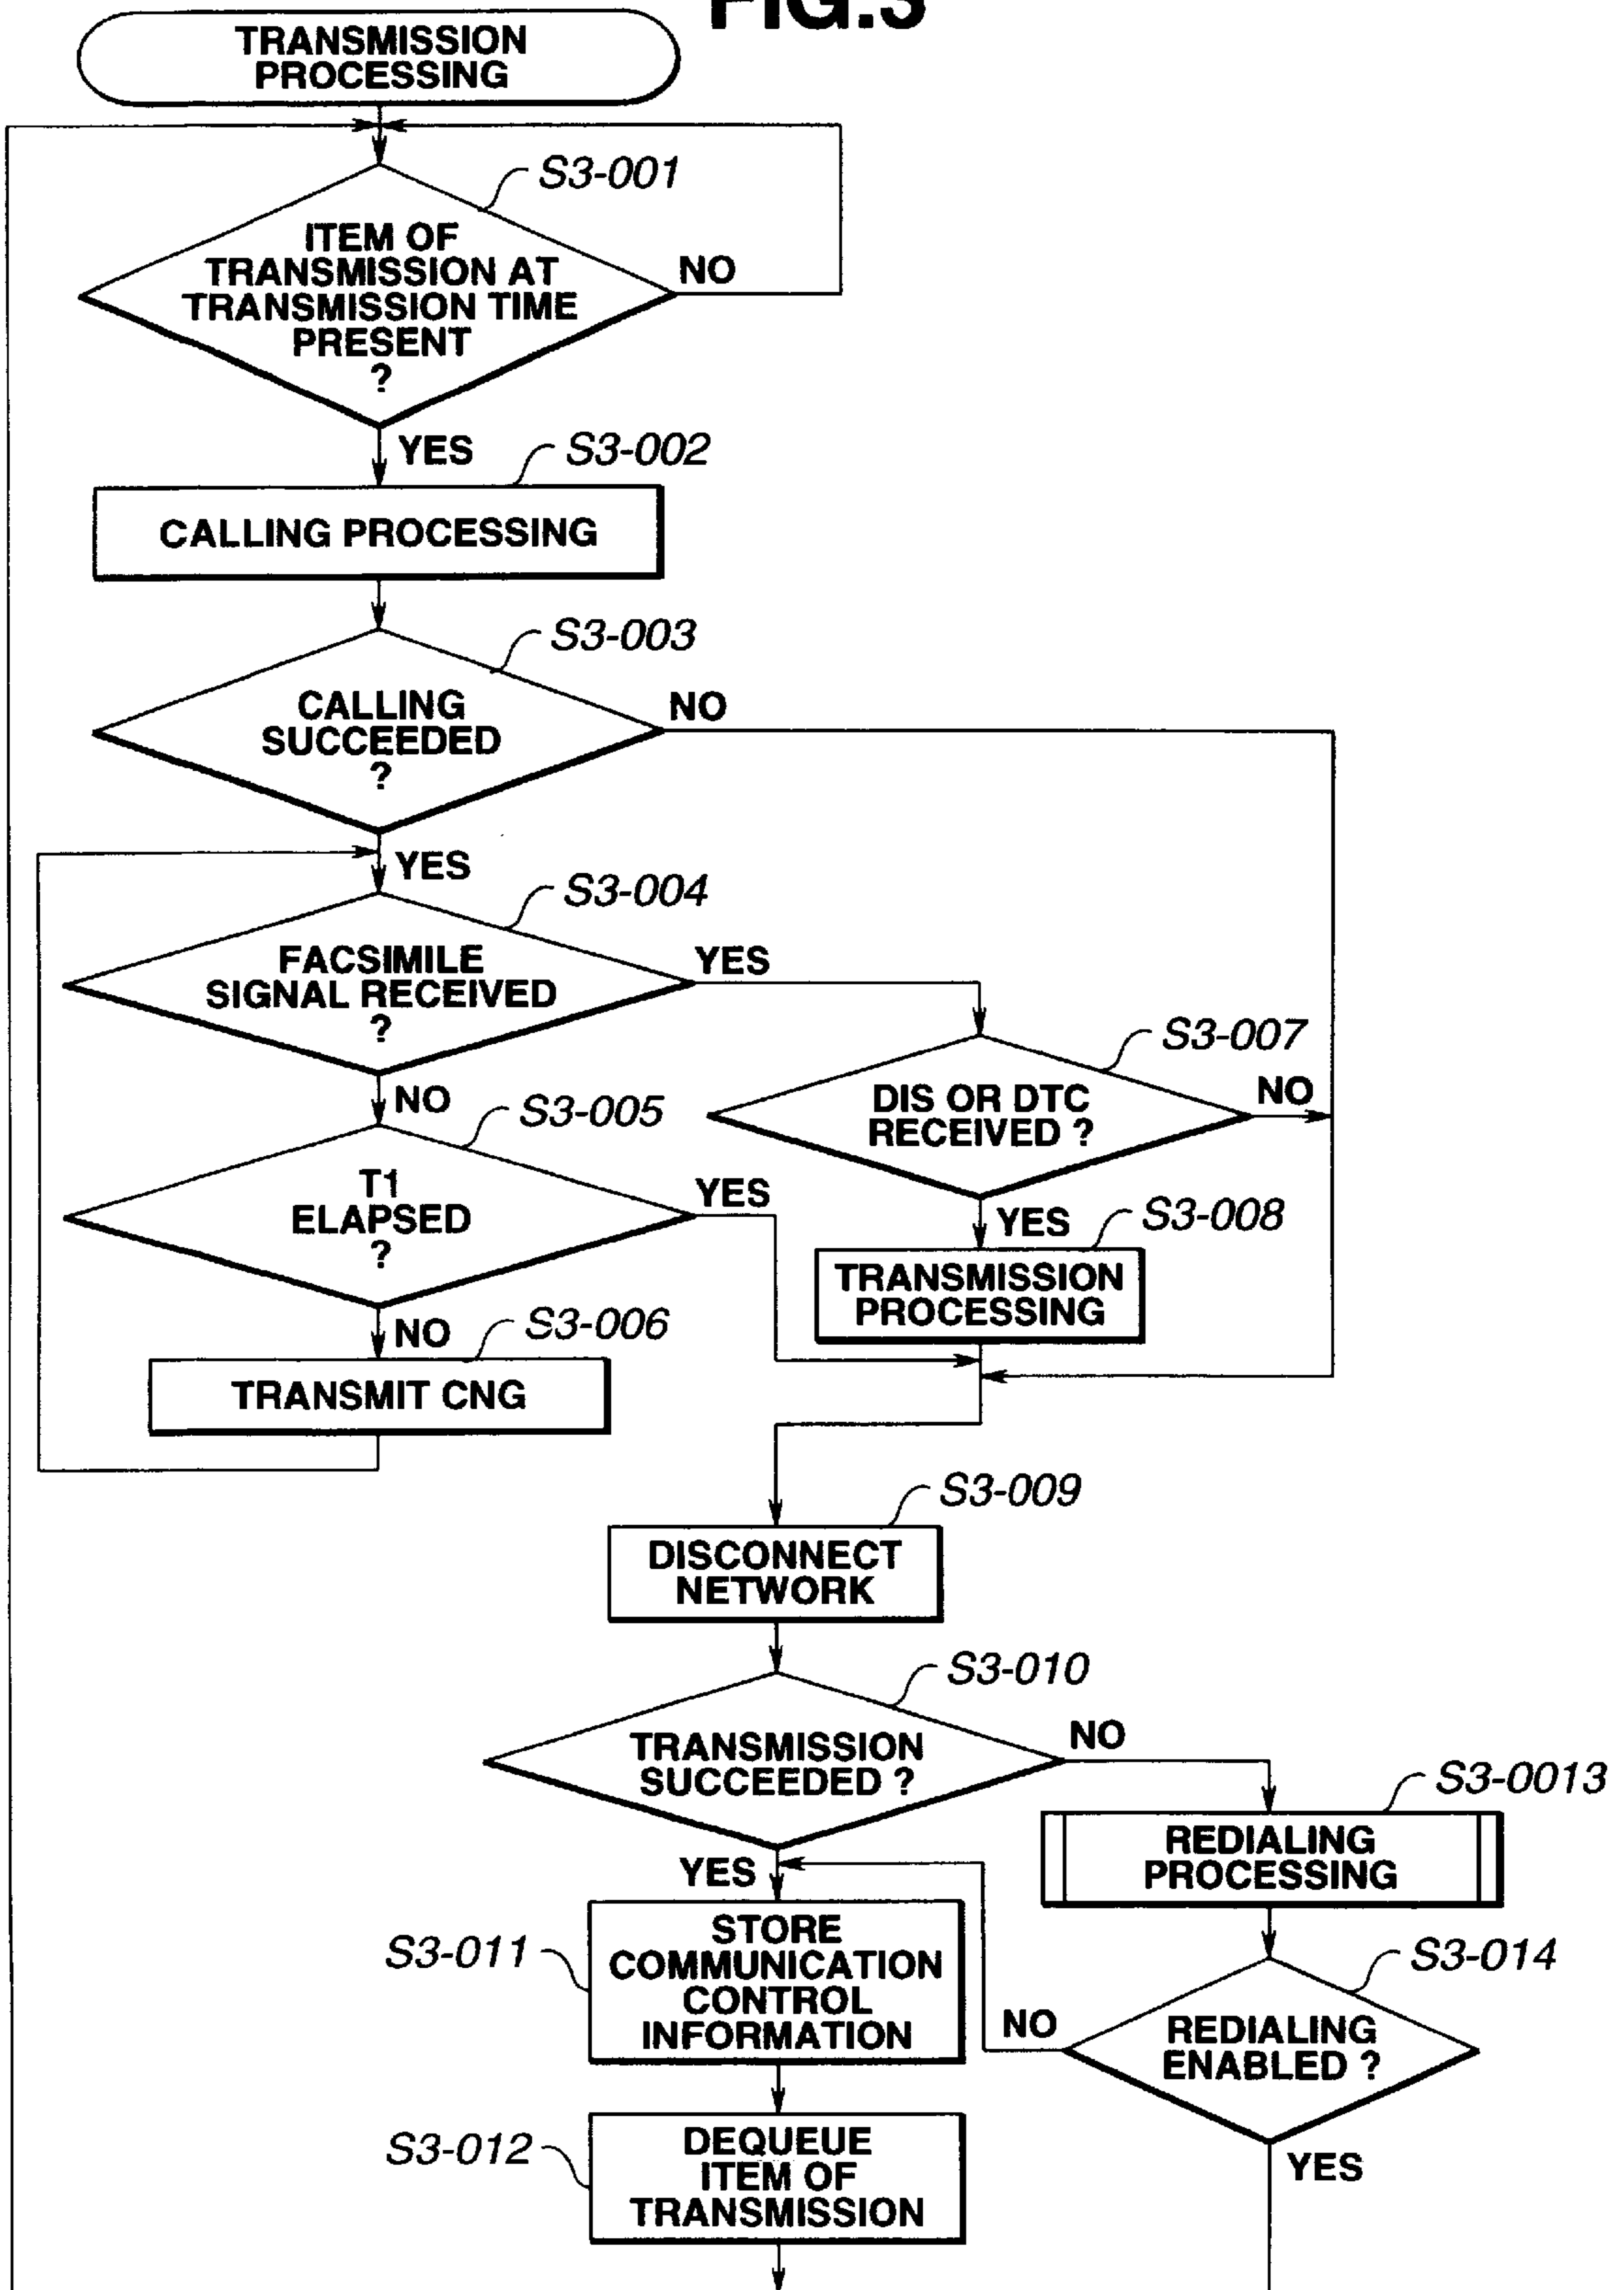 FIG.3
TRANSMISSION
PROCESSING
S3-001
ITEM OF
TRANSMISSION AT
TRANSMISSION TIME
PRESENT
?
NO
YES
S3-002
CALLING PROCESSING
S3-003
CALLING
SUCCEEDED
?
NO
YES
S3-004
FACSIMILE
SIGNAL RECEIVED
?
YES
NO
S3-007
DIS OR DTC
RECEIVED ?
NO
YES
S3-005
T1
ELAPSED
?
YES
NO
S3-008
TRANSMISSION
PROCESSING
S3-006
TRANSMIT CNG
S3-009
DISCONNECT
NETWORK
S3-010
TRANSMISSION
SUCCEEDED ?
NO
YES
S3-0013
REDIALING
PROCESSING
S3-011
STORE
COMMUNICATION
CONTROL
INFORMATION
S3-014
REDIALING
ENABLED ?
NO
YES
S3-012
DEQUEUE
ITEM OF
TRANSMISSION